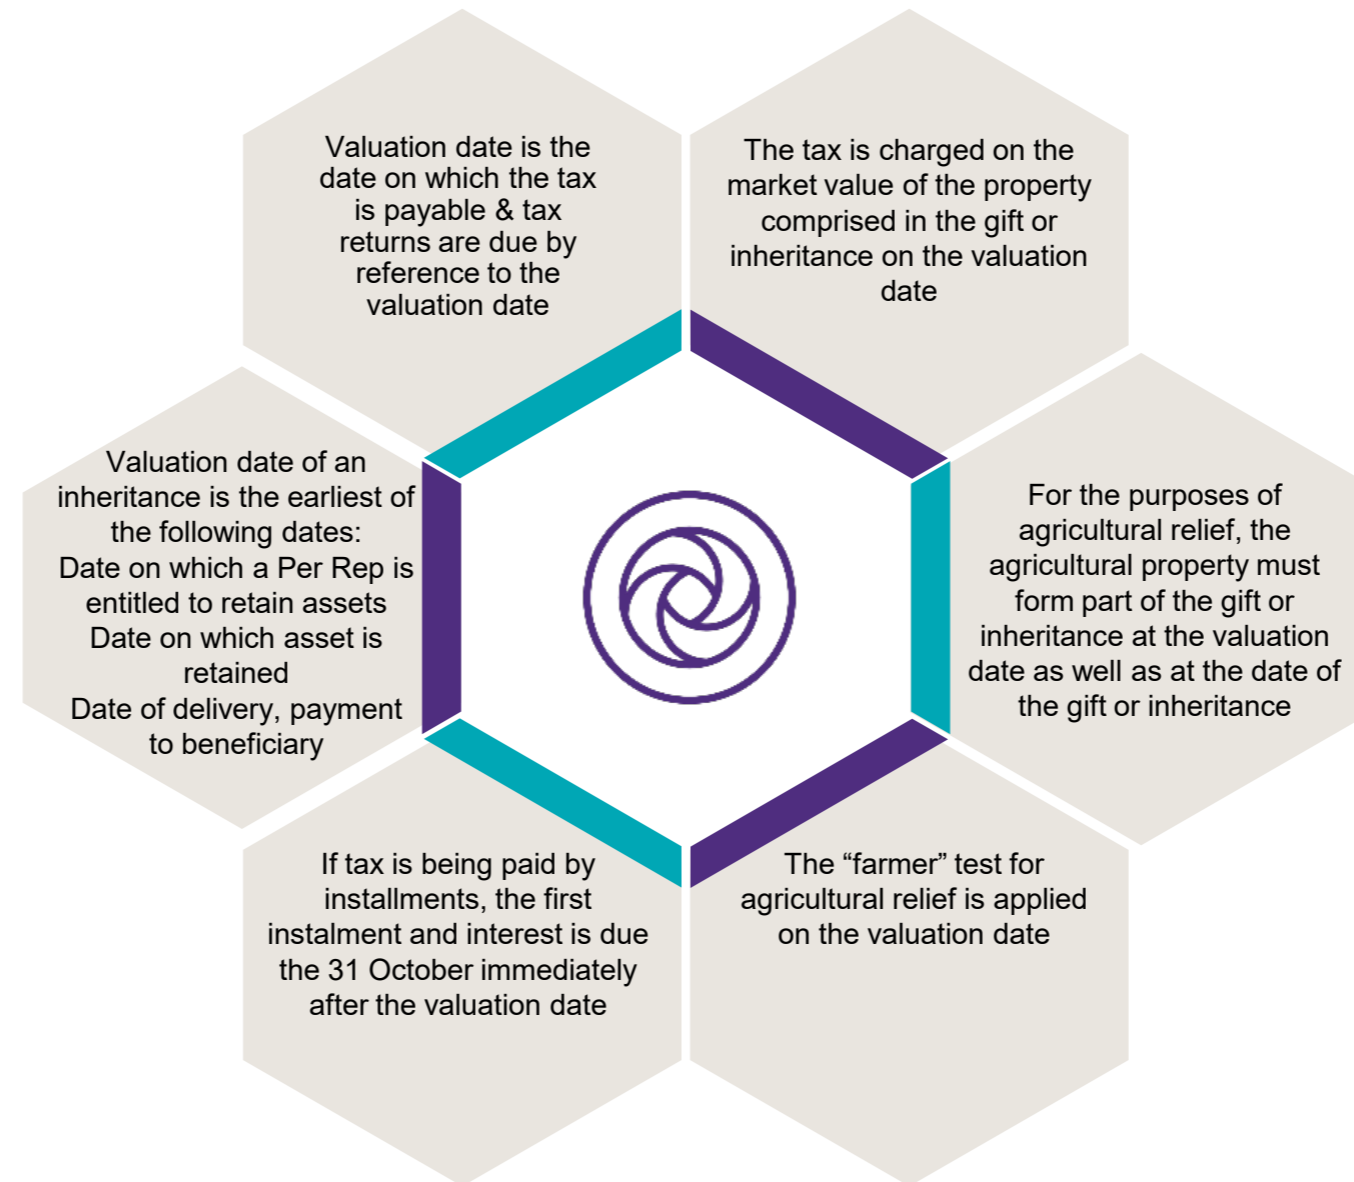 Valuation date is the
date on which the tax
is payable & tax
returns are due by
reference to the
valuation date
The tax is charged on the
market value of the property
comprised in the gift or
inheritance on the valuation
date
Valuation date of an
inheritance is the earliest of
the following dates:
Date on which a Per Rep is
entitled to retain assets
Date on which asset is
retained
Date of delivery, payment
to beneficiary
For the purposes of
agricultural relief, the
agricultural property must
form part of the gift or
inheritance at the valuation
date as well as at the date of
the gift or inheritance
If tax is being paid by
installments, the first
instalment and interest is due
the 31 October immediately
after the valuation date
The “farmer” test for
agricultural relief is applied
on the valuation date